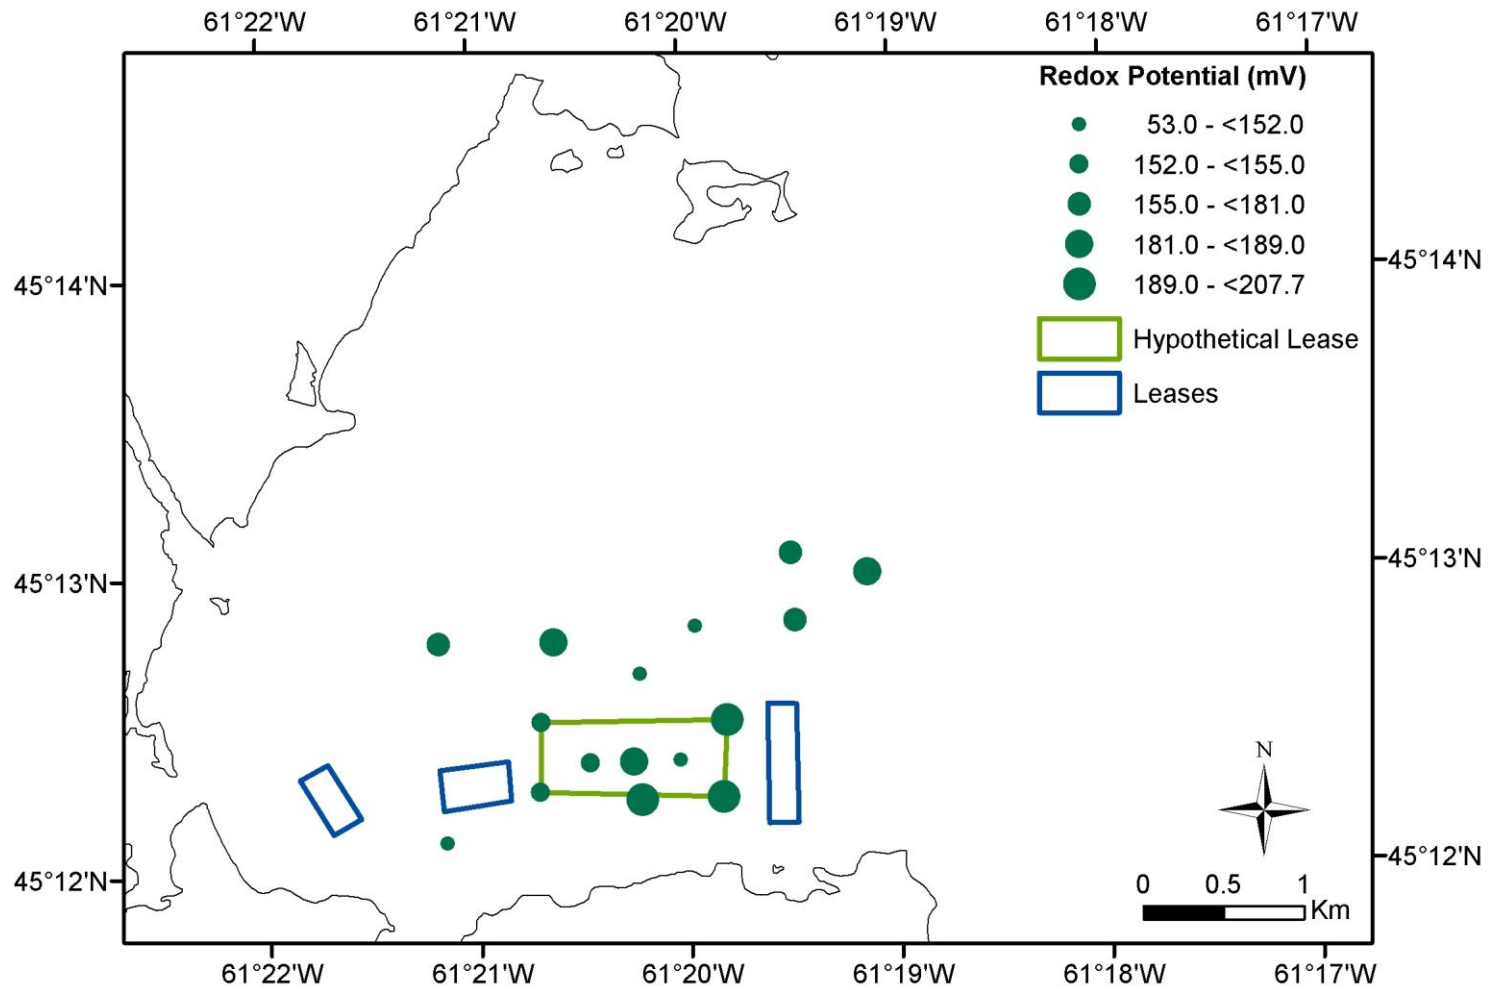 61°22'W 61°21'W 61°20'W 61°19'W 61°18'W 61°17'W
Redox Potential (mV)
53.0 - <152.0
152.0 - <155.0
155.0 - <181.0
181.0 - <189.0
189.0 - <207.7
Hypothetical Lease
Leases
45°14'N 45°14'N
45°13'N 45°13'N
45°12'N 45°12'N
N
0 0.5 1
Km
61°22'W 61°21'W 61°20'W 61°19'W 61°18'W 61°17'W